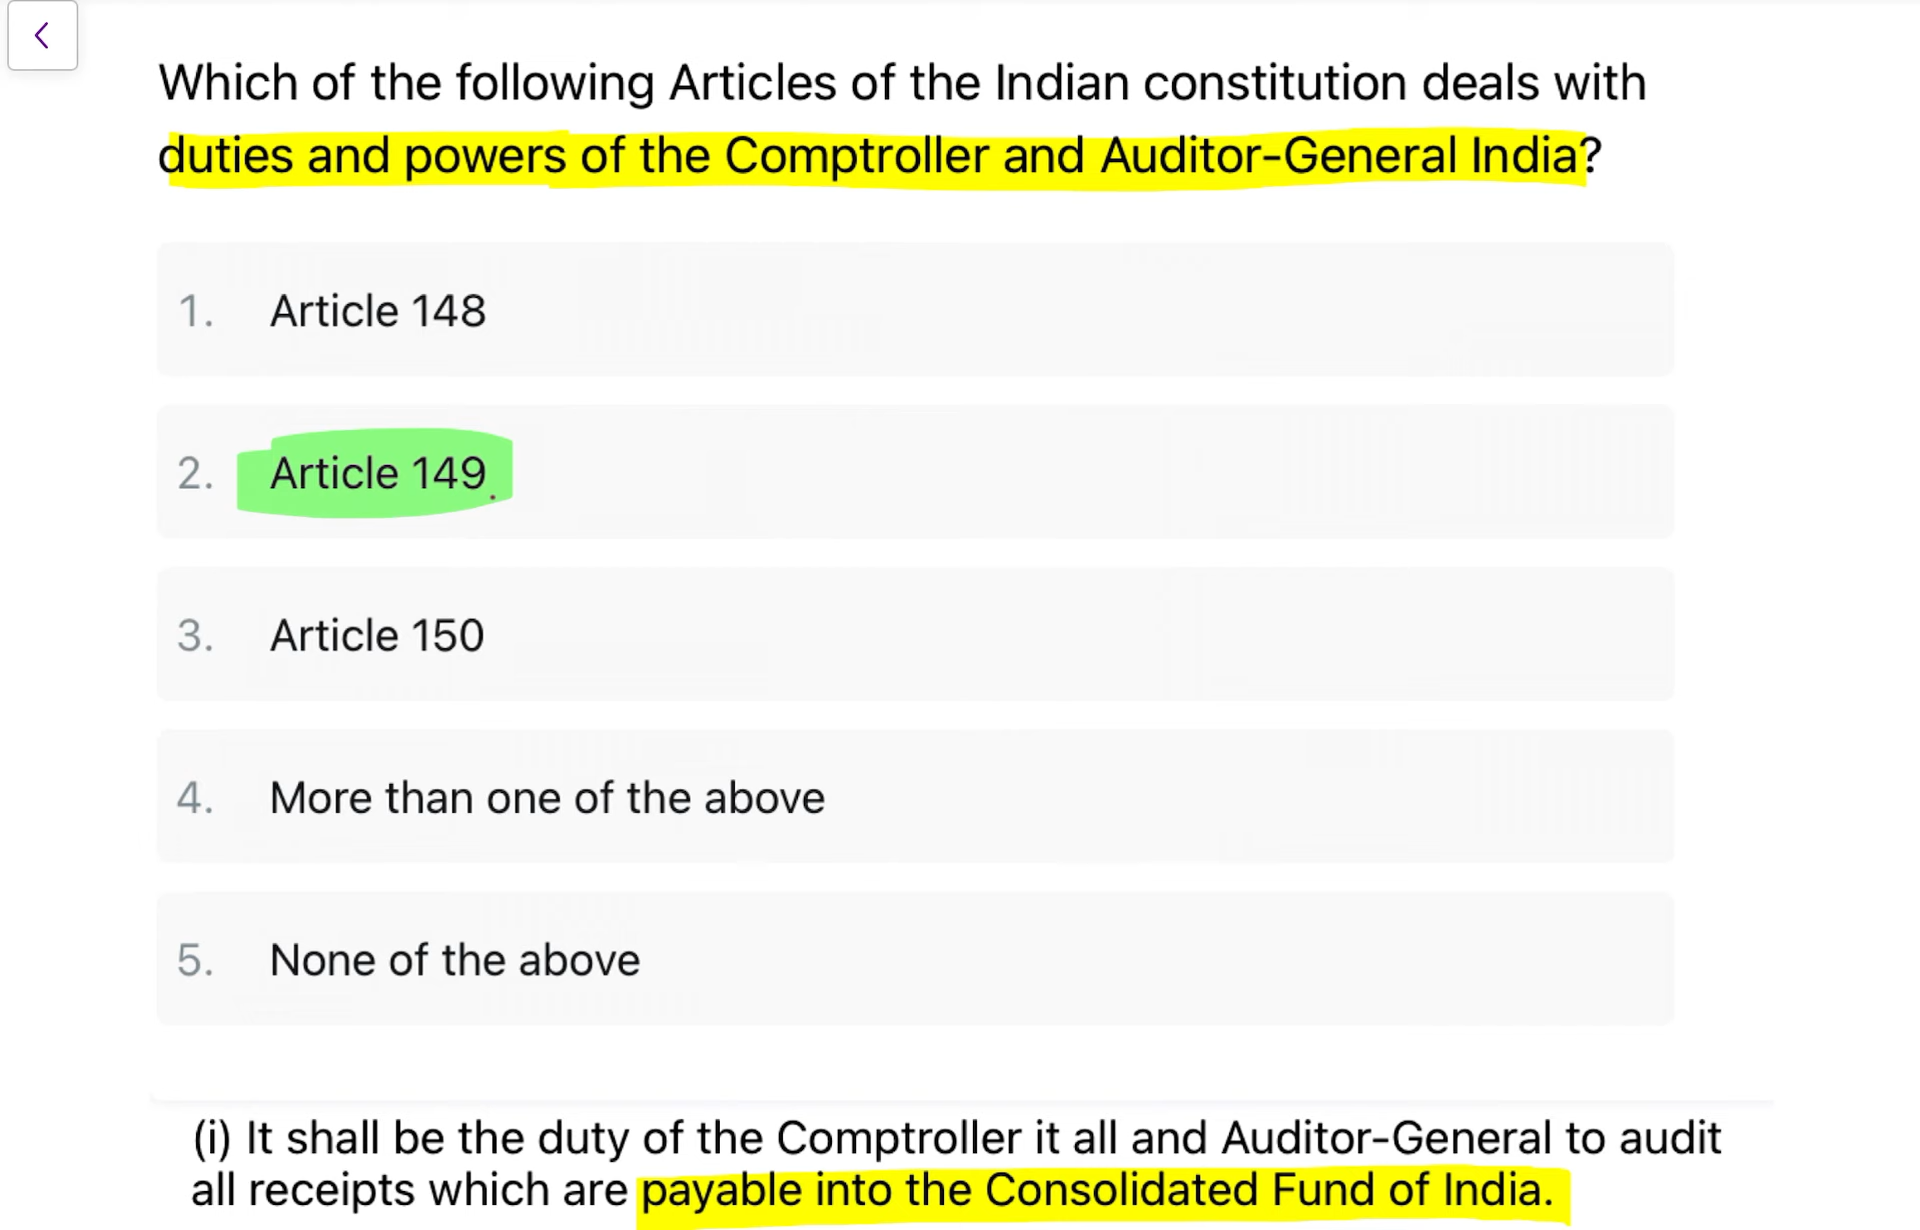 Which of the following Articles of the Indian constitution deals with
duties and powers of the Comptroller and Auditor-General India?
1. Article 148
2. Article 149
3. Article 150
4. More than one of the above
5. None of the above
(i) It shall be the duty of the Comptroller it all and Auditor-General to audit
all receipts which are payable into the Consolidated Fund of India.